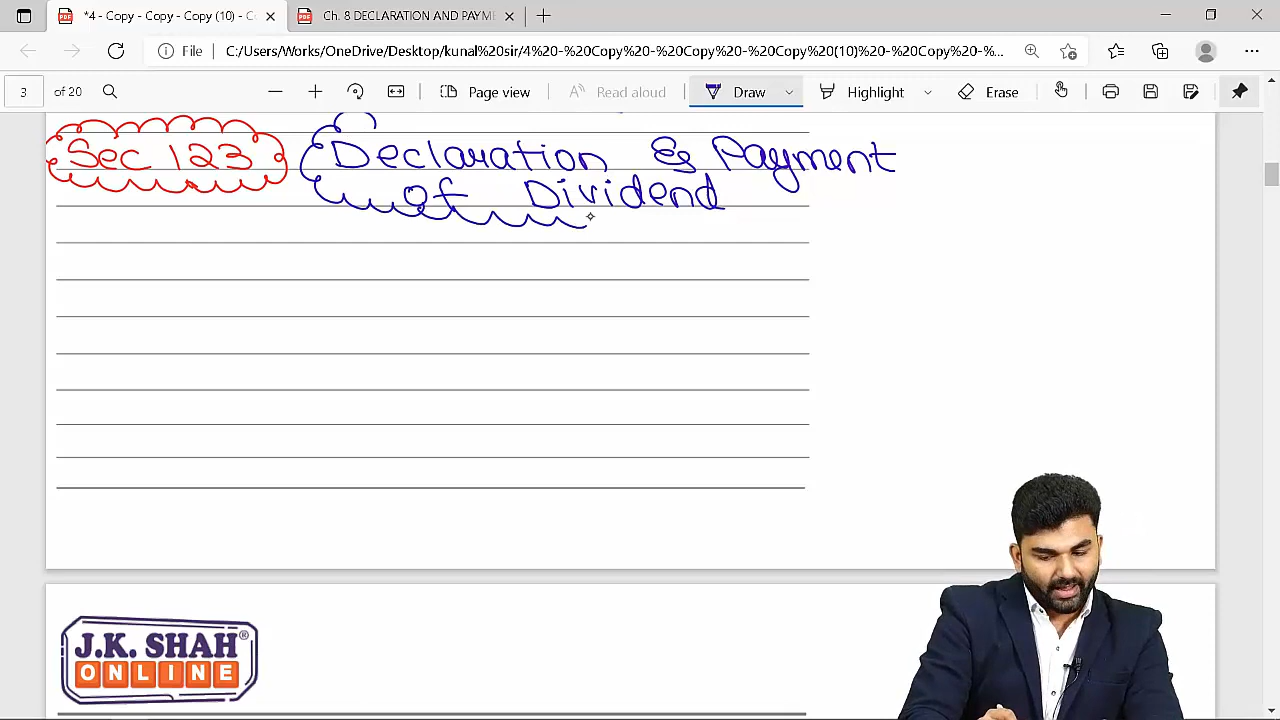 *4 - Copy - Copy - Copy (10) - C
Ch. 8 DECLARATION AND PAYM
File
C:/Users/Works/OneDrive/Desktop/kunal%20sir/4%20-%20Copy%20-%20Copy%20-%20Copy%20(10)%20-%20Copy%20-%...
3 of 20
Page view
Read aloud
Draw
Highlight
Erase
Sec 123 Declaration & Payment
of Dividend
J.K. SHAH®
ONLINE